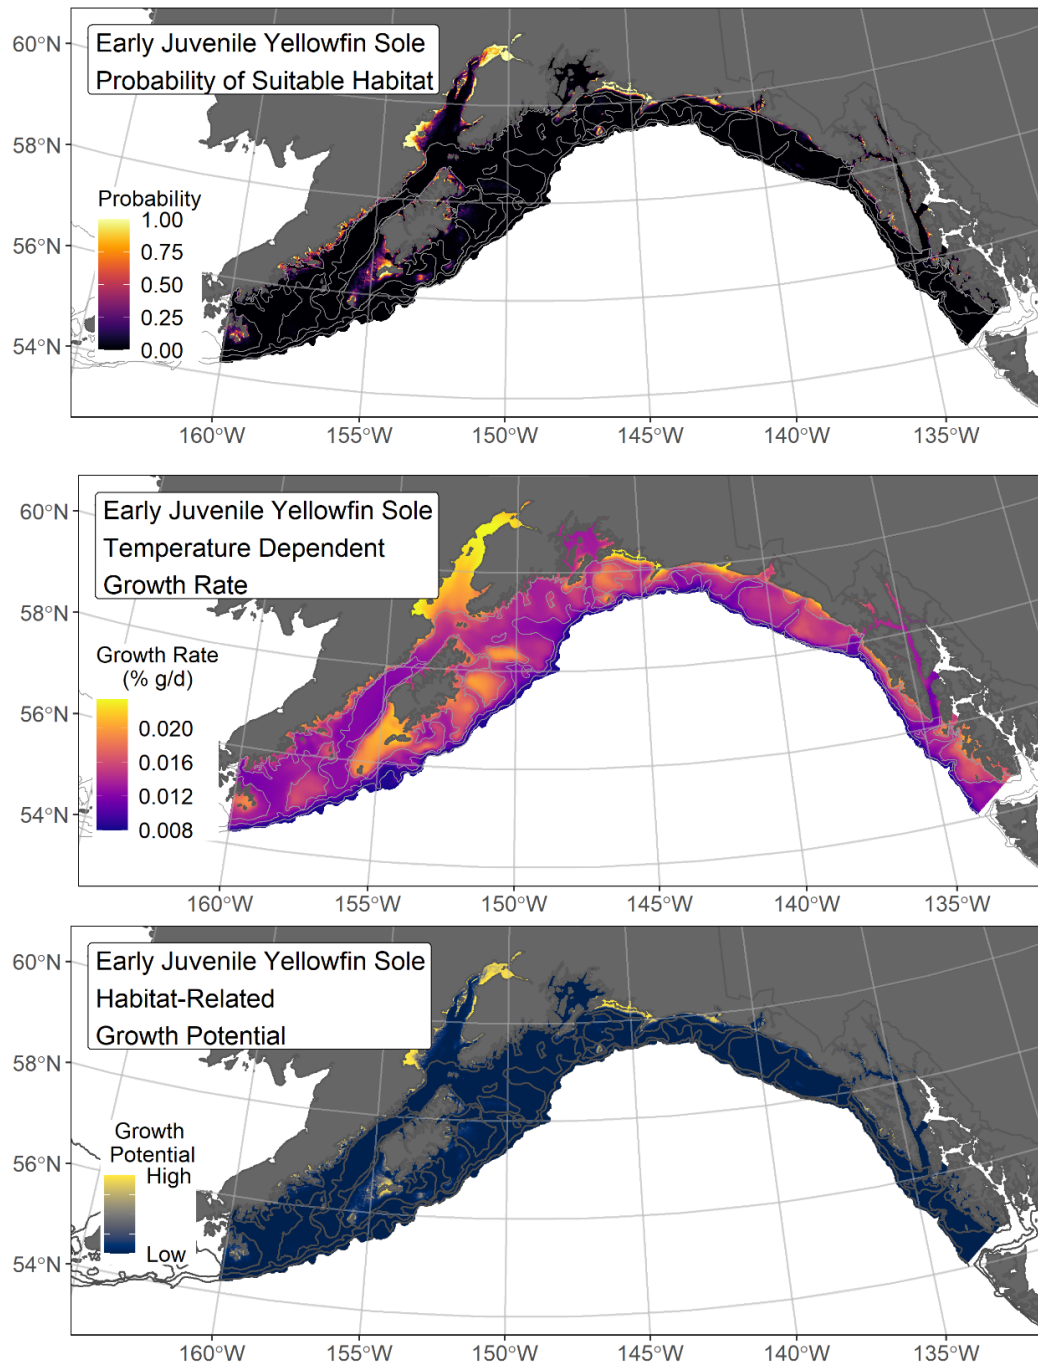 60°N
58°N
56°N
54°N
Early Juvenile Yellowfin Sole
Probability of Suitable Habitat
Probability
1.00
0.75
0.50
0.25
0.00
160°W
155°W
150°W
145°W
140°W
135°W
60°N
58°N
56°N
54°N
Early Juvenile Yellowfin Sole
Temperature Dependent
Growth Rate
Growth Rate
(% g/d)
0.020
0.016
0.012
0.008
160°W
155°W
150°W
145°W
140°W
135°W
60°N
58°N
56°N
54°N
Early Juvenile Yellowfin Sole
Habitat-Related
Growth Potential
Growth
Potential
High
Low
160°W
155°W
150°W
145°W
140°W
135°W